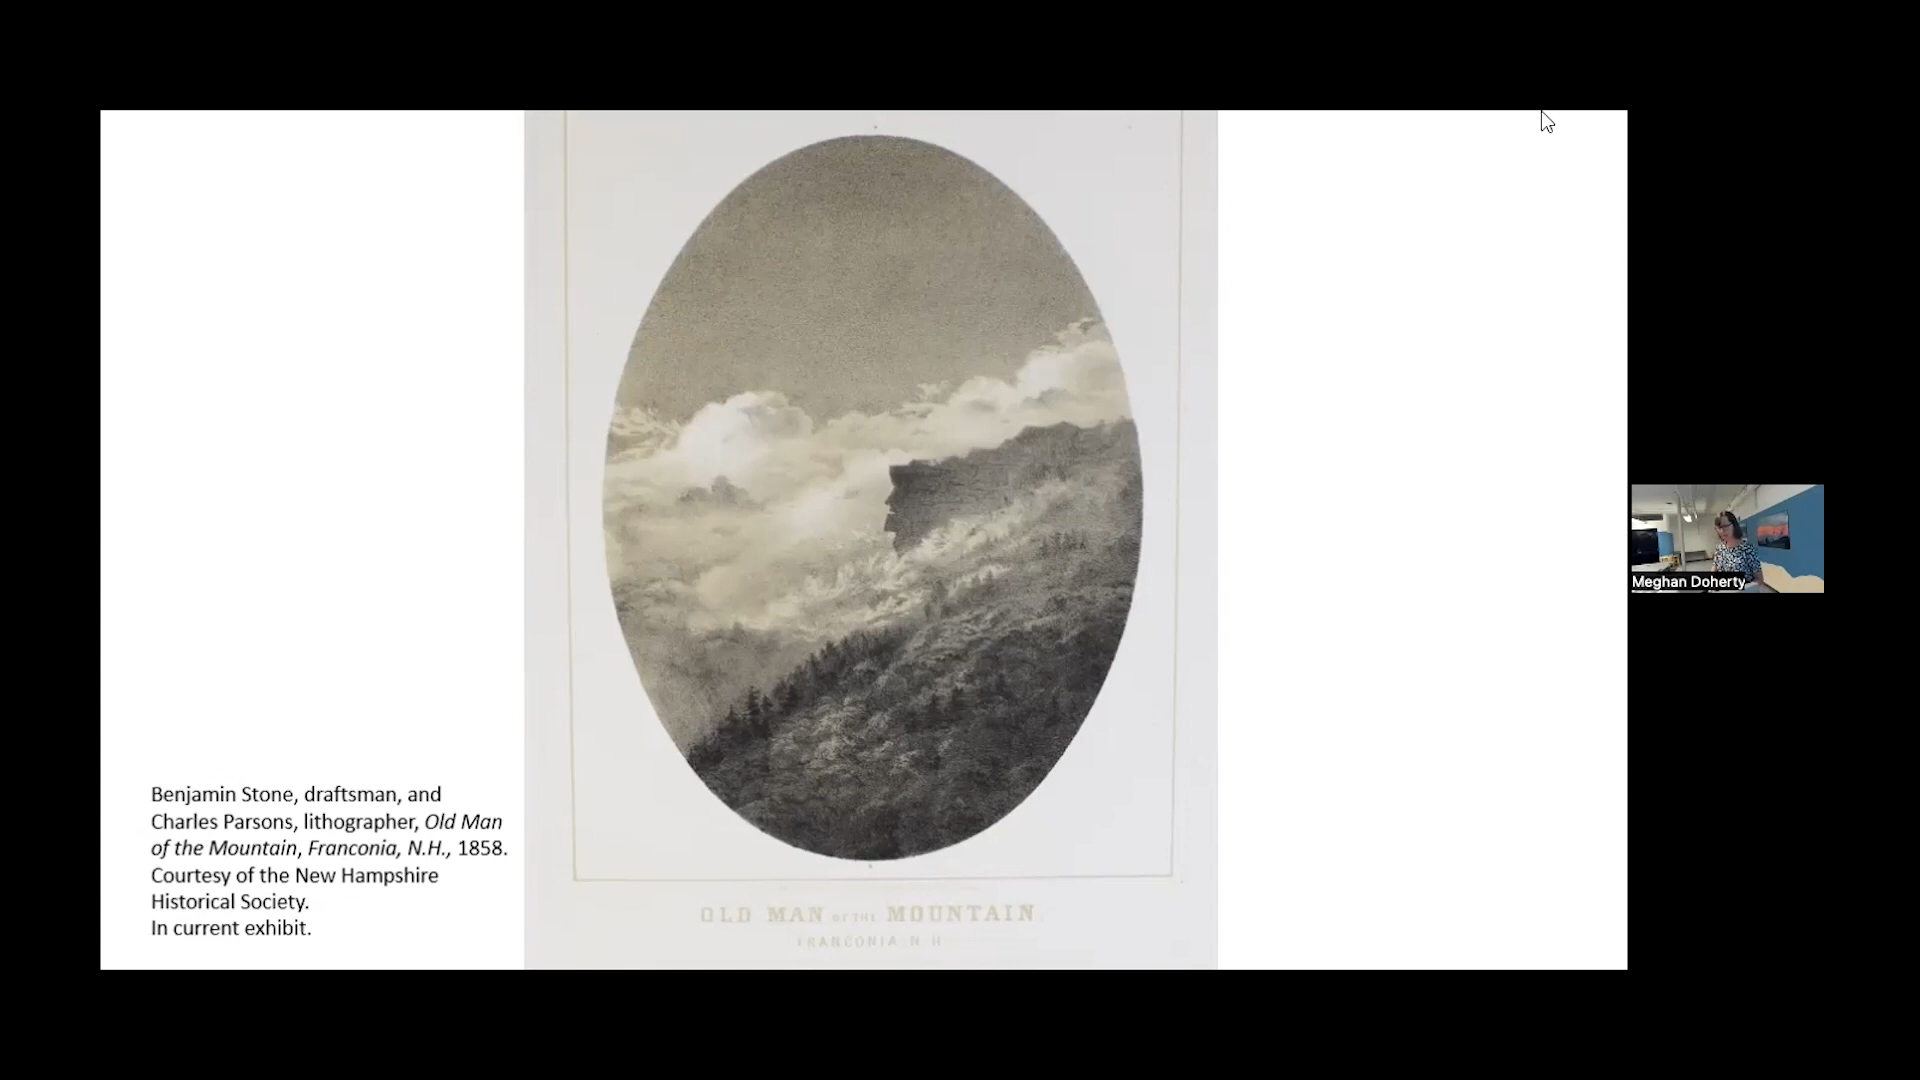 Benjamin Stone, draftsman, and
Charles Parsons, lithographer, Old Man
of the Mountain, Franconia, N.H., 1858.
Courtesy of the New Hampshire
Historical Society.
In current exhibit.
OLD MAN OF THE MOUNTAIN
FRANCONIA N. H.
Meghan Doherty